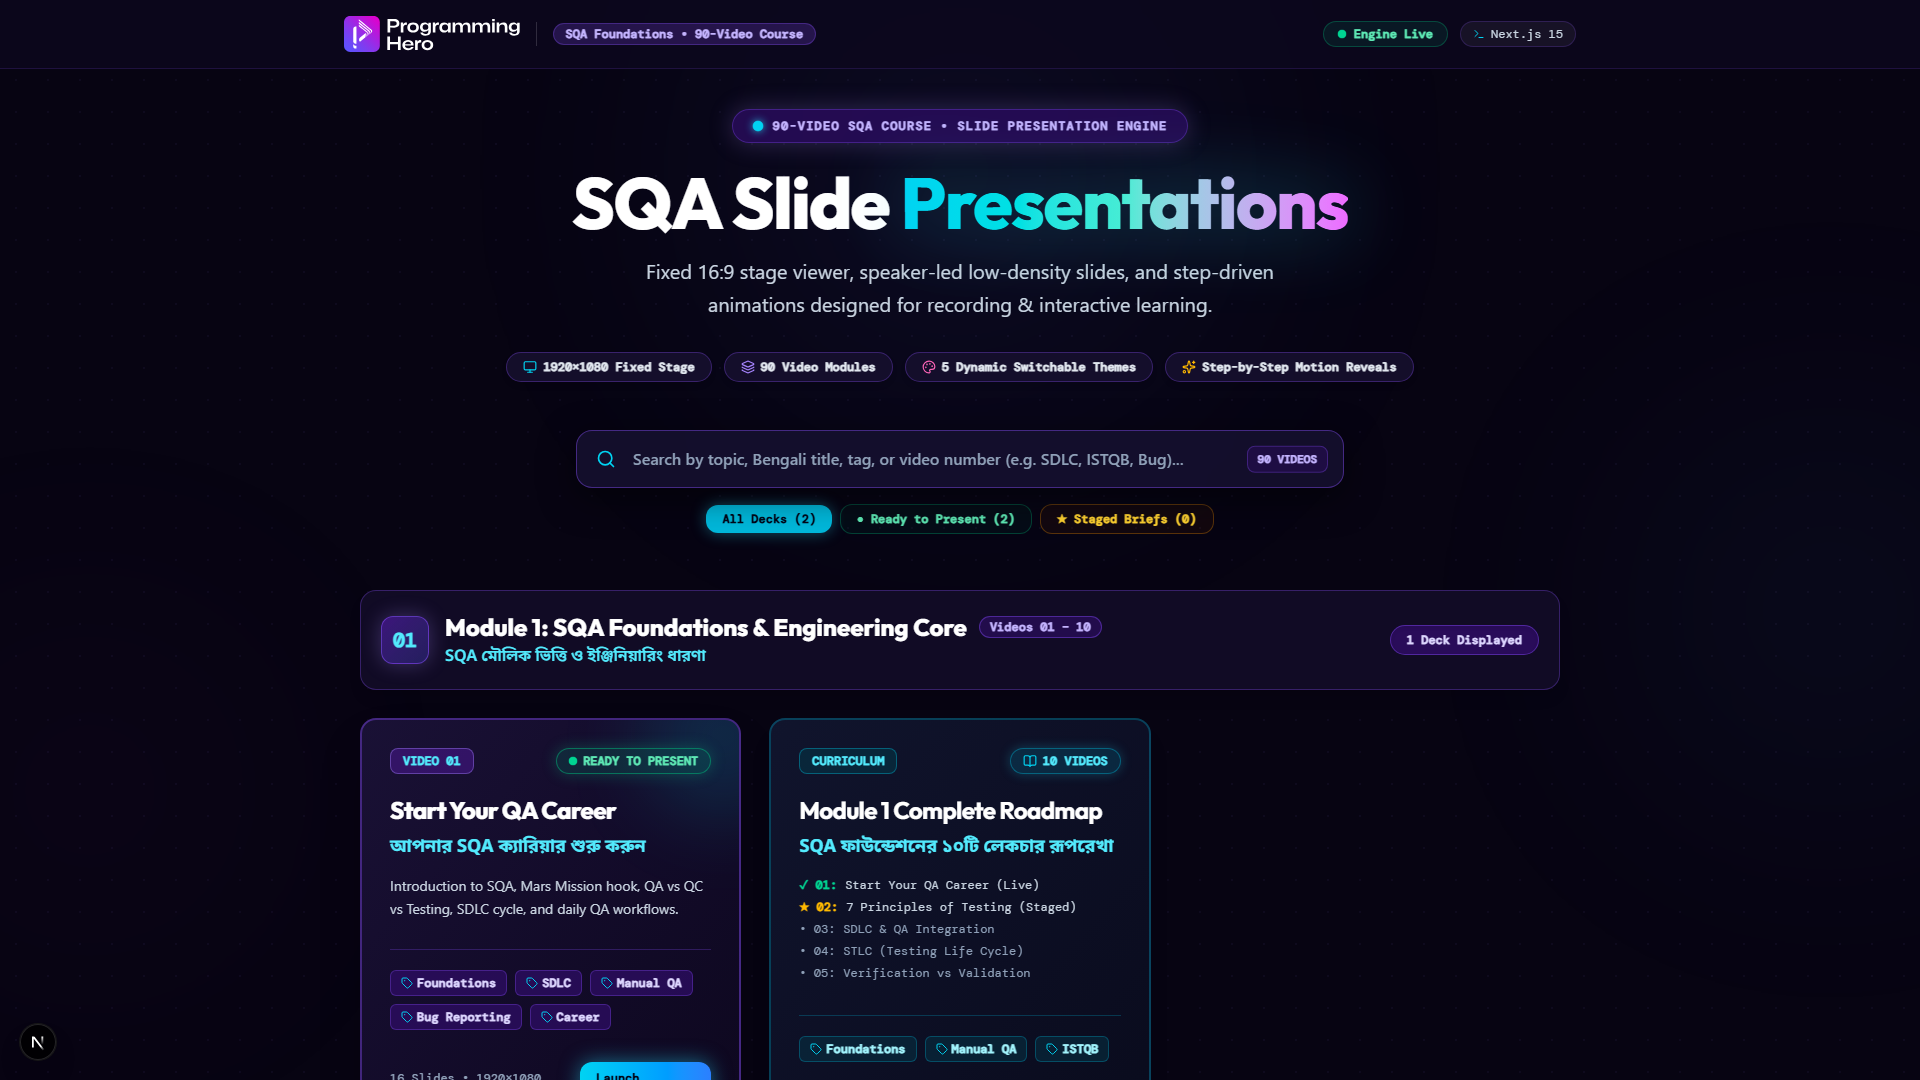 Programming
Hero
SQA Foundations • 90-Video Course
Engine Live
Next.js 15
90-VIDEO SQA COURSE • SLIDE PRESENTATION ENGINE
SQA Slide Presentations
Fixed 16:9 stage viewer, speaker-led low-density slides, and step-driven
animations designed for recording & interactive learning.
1920×1080 Fixed Stage
90 Video Modules
5 Dynamic Switchable Themes
Step-by-Step Motion Reveals
Search by topic, Bengali title, tag, or video number (e.g. SDLC, ISTQB, Bug)...
90 VIDEOS
All Decks (2)
● Ready to Present (2)
★ Staged Briefs (0)
01
Module 1: SQA Foundations & Engineering Core
Videos 01 – 10
SQA মৌলিক ভিত্তি ও ইঞ্জিনিয়ারিং ধারণা
1 Deck Displayed
VIDEO 01
READY TO PRESENT
Start Your QA Career
আপনার SQA ক্যারিয়ার শুরু করুন
Introduction to SQA, Mars Mission hook, QA vs QC
vs Testing, SDLC cycle, and daily QA workflows.
Foundations
SDLC
Manual QA
Bug Reporting
Career
16 Slides • 1920×1080
Launch
CURRICULUM
10 VIDEOS
Module 1 Complete Roadmap
SQA ফাউন্ডেশনের ১০টি লেকচার রূপরেখা
✓ 01: Start Your QA Career (Live)
★ 02: 7 Principles of Testing (Staged)
• 03: SDLC & QA Integration
• 04: STLC (Testing Life Cycle)
• 05: Verification vs Validation
Foundations
Manual QA
ISTQB
N